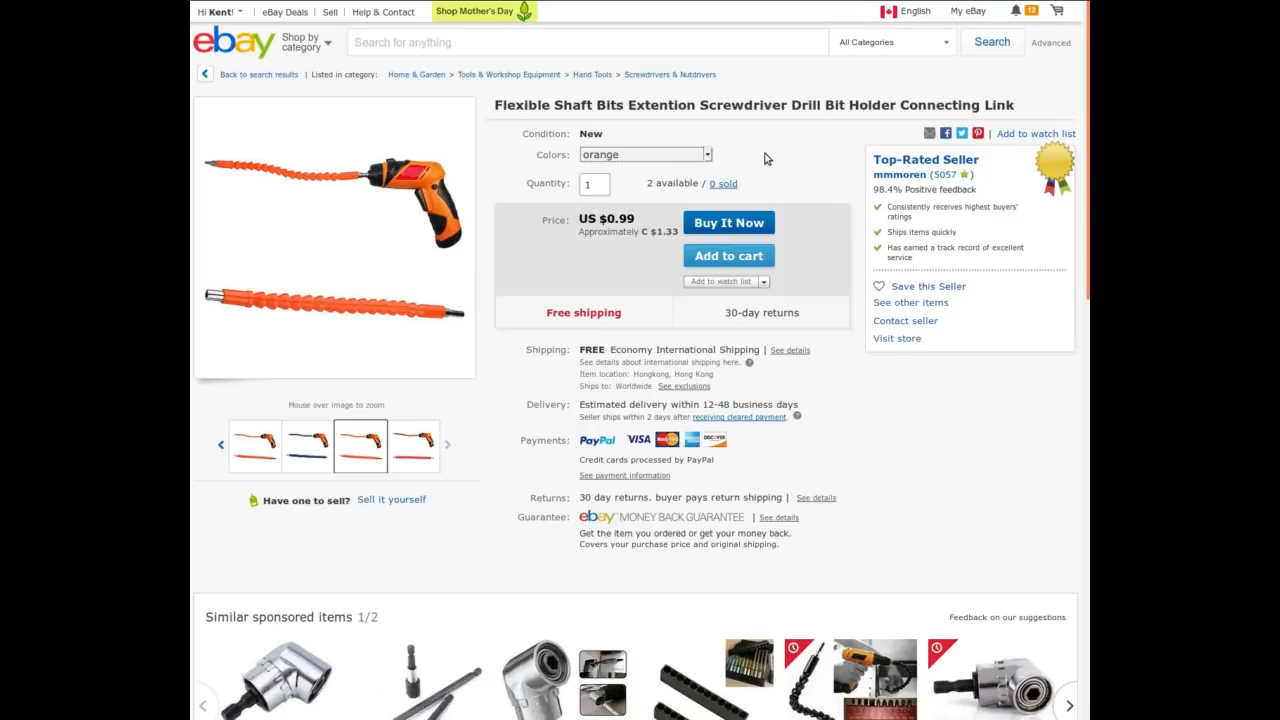 Hi Kent!
eBay Deals
Sell
Help & Contact
Shop Mother's Day
English
My eBay
12
ebay
Shop by
category
Search for anything
All Categories
Search
Advanced
Back to search results | Listed in category: Home & Garden > Tools & Workshop Equipment > Hand Tools > Screwdrivers & Nutdrivers
Flexible Shaft Bits Extention Screwdriver Drill Bit Holder Connecting Link
Condition: New
| Add to watch list
Colors: orange
Quantity: 1
2 available / 0 sold
Price: US $0.99
Approximately C $1.33
Buy It Now
Add to cart
Add to watch list
Free shipping
30-day returns
Top-Rated Seller
mmmoren (5057)
98.4% Positive feedback
Consistently receives highest buyers'
ratings
Ships items quickly
Has earned a track record of excellent
service
Save this Seller
See other items
Contact seller
Visit store
Shipping: FREE Economy International Shipping | See details
See details about international shipping here. ?
Item location: Hongkong, Hong Kong
Ships to: Worldwide See exclusions
Delivery: Estimated delivery within 12-48 business days
Seller ships within 2 days after receiving cleared payment. ?
Payments: PayPal VISA MasterCard DISCOVER
Credit cards processed by PayPal
See payment information
Returns: 30 day returns. buyer pays return shipping | See details
Guarantee: ebay MONEY BACK GUARANTEE | See details
Get the item you ordered or get your money back.
Covers your purchase price and original shipping.
Mouse over image to zoom
Have one to sell? Sell it yourself
Similar sponsored items 1/2
Feedback on our suggestions